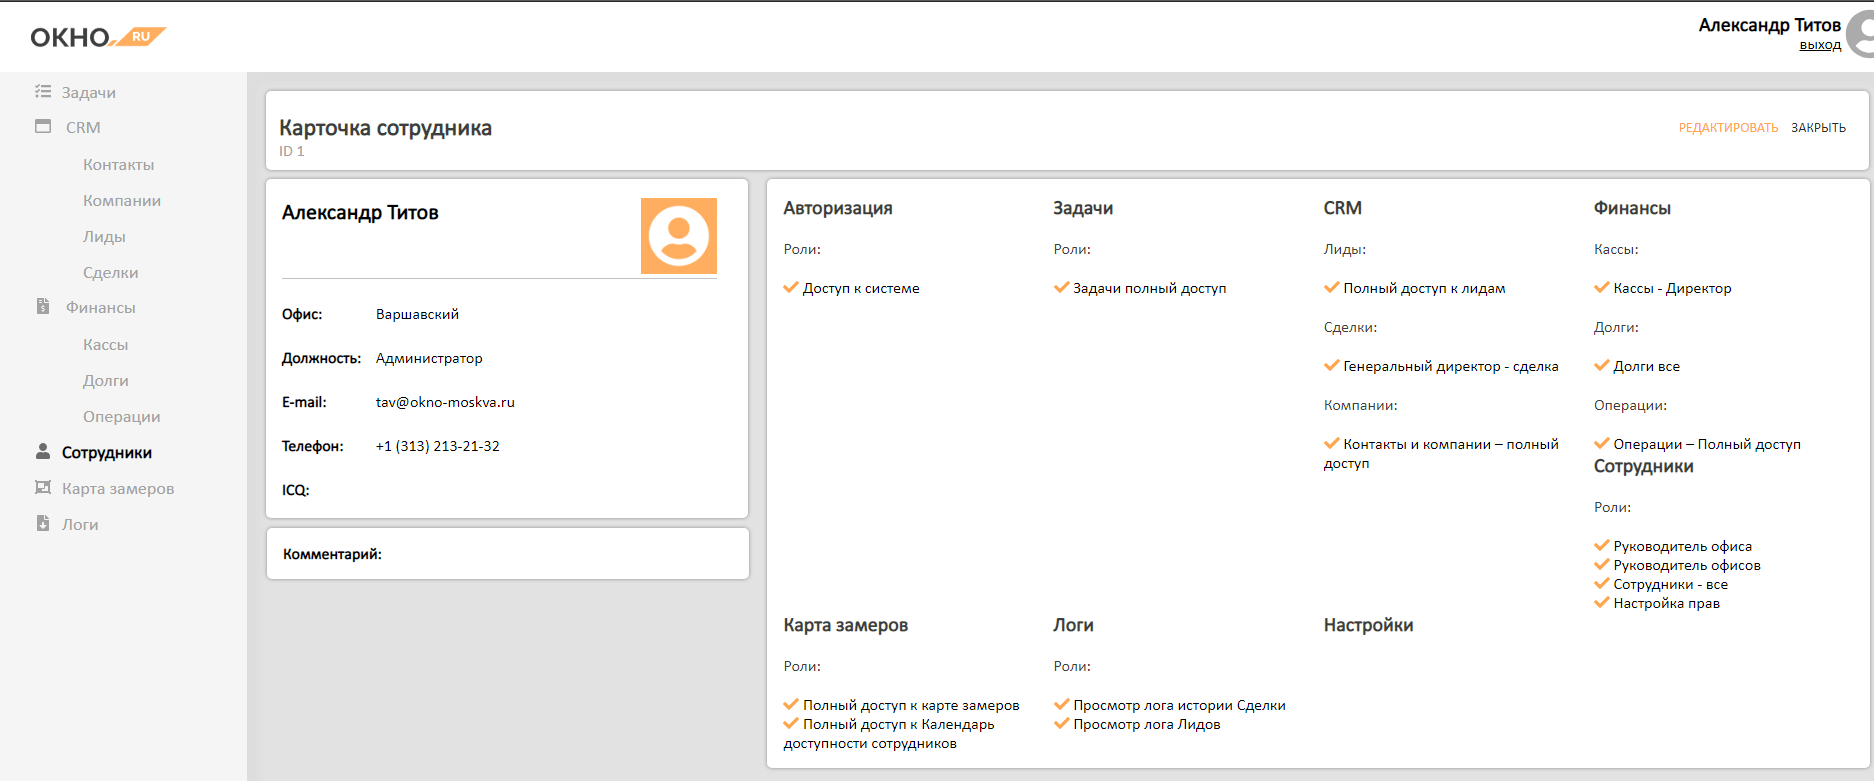 ОКНО.RU
Александр Титов
выход
Задачи
CRM
Контакты
Компании
Лиды
Сделки
Финансы
Кассы
Долги
Операции
Сотрудники
Карта замеров
Логи
Карточка сотрудника
ID 1
РЕДАКТИРОВАТЬ ЗАКРЫТЬ
Александр Титов
Офис: Варшавский
Должность: Администратор
E-mail: tav@okno-moskva.ru
Телефон: +1 (313) 213-21-32
ICQ:
Комментарий:
Авторизация
Роли:
Доступ к системе
Задачи
Роли:
Задачи полный доступ
CRM
Лиды:
Полный доступ к лидам
Сделки:
Генеральный директор - сделка
Компании:
Контакты и компании – полный
доступ
Финансы
Кассы:
Кассы - Директор
Долги:
Долги все
Операции:
Операции – Полный доступ
Сотрудники
Роли:
Руководитель офиса
Руководитель офисов
Сотрудники - все
Настройка прав
Карта замеров
Роли:
Полный доступ к карте замеров
Полный доступ к Календарь
доступности сотрудников
Логи
Роли:
Просмотр лога истории Сделки
Просмотр лога Лидов
Настройки